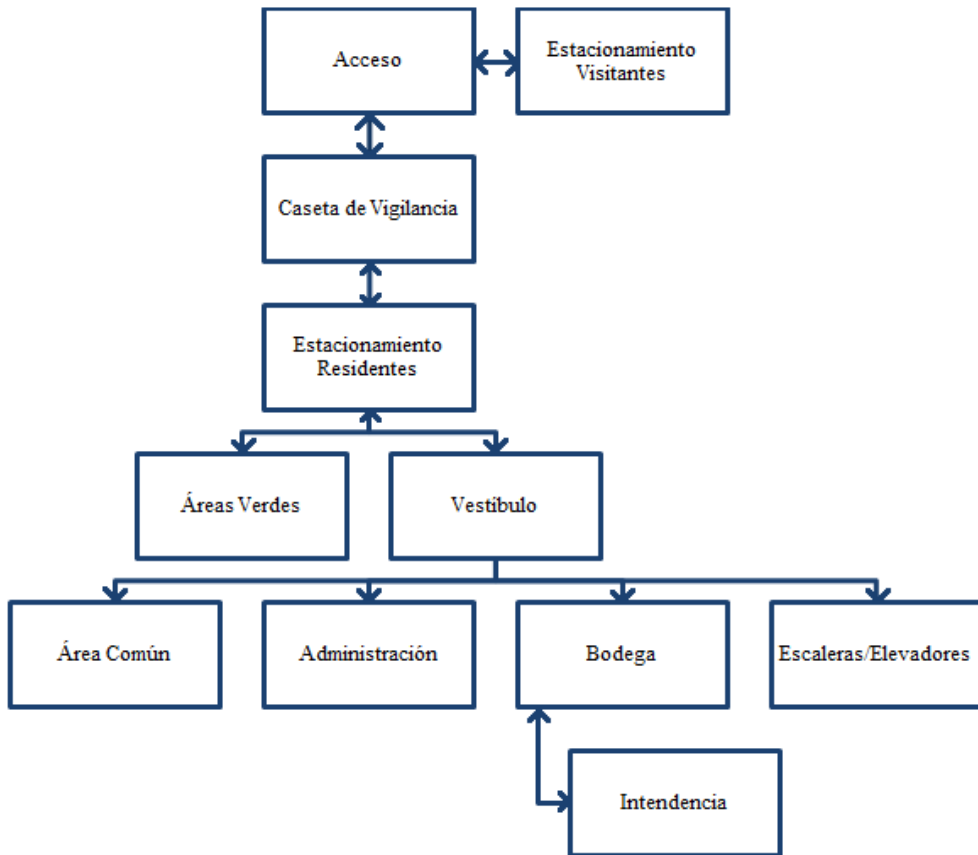 Acceso
Estacionamiento
Visitantes
Caseta de Vigilancia
Estacionamiento
Residentes
Áreas Verdes
Vestíbulo
Área Común
Administración
Bodega
Escaleras/Elevadores
Intendencia